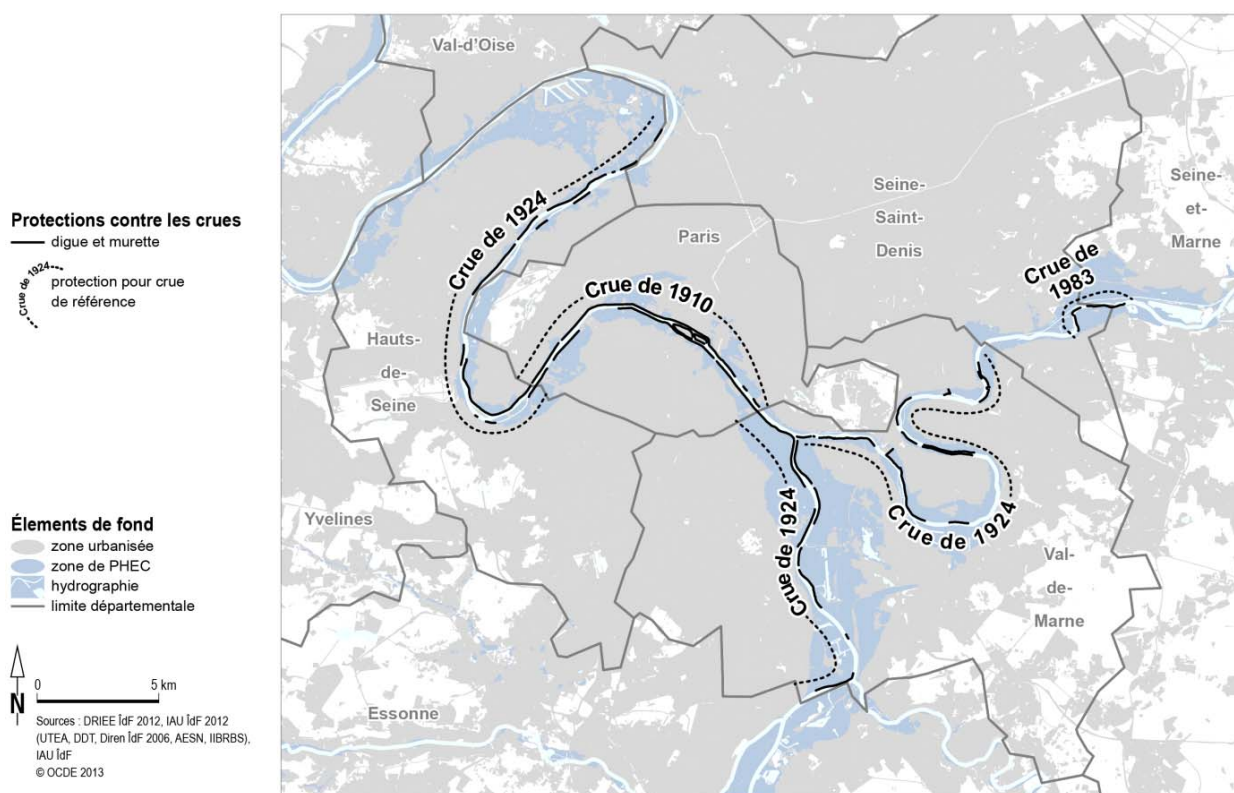 Protections contre les crues
digue et murette
Crue de 1924
protection pour crue
de référence
Élements de fond
zone urbanisée
zone de PHEC
hydrographie
limite départementale
N
0 5 km
Sources : DRIEE ÎdF 2012, IAU ÎdF 2012
(UTEA, DDT, Diren ÎdF 2006, AESN, IIBRBS),
IAU ÎdF
© OCDE 2013
Val-d'Oise
Seine-
et-
Marne
Seine-
Saint-
Denis
Paris
Crue de 1924
Crue de 1910
Crue de
1983
Hauts-
de-
Seine
Yvelines
Crue de 1924
Crue de 1924
Val-
de-
Marne
Essonne